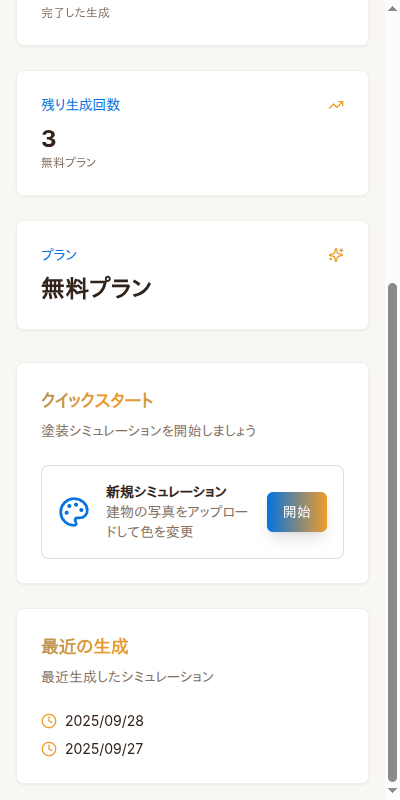 完了した生成
残り生成回数
3
無料プラン
プラン
無料プラン
クイックスタート
塗装シミュレーションを開始しましょう
新規シミュレーション
建物の写真をアップロー
ドして色を変更
開始
最近の生成
最近生成したシミュレーション
2025/09/28
2025/09/27